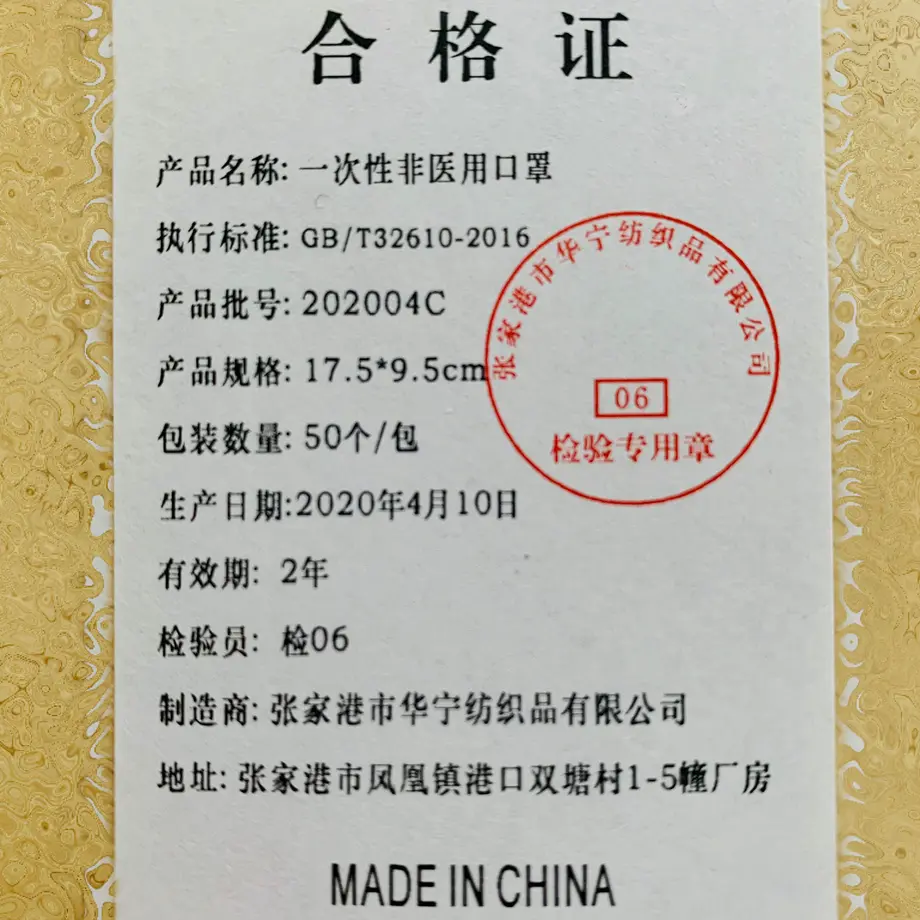 合格证
产品名称: 一次性非医用口罩
执行标准: GB/T32610-2016
产品批号: 202004C
产品规格: 17.5*9.5cm
包装数量: 50个/包
生产日期:2020年4月10日
有效期: 2年
检验员: 检06
制造商: 张家港市华宁纺织品有限公司
地址: 张家港市凤凰镇港口双塘村1-5幢厂房
MADE IN CHINA
张家港市华宁纺织品有限公司
06
检验专用章